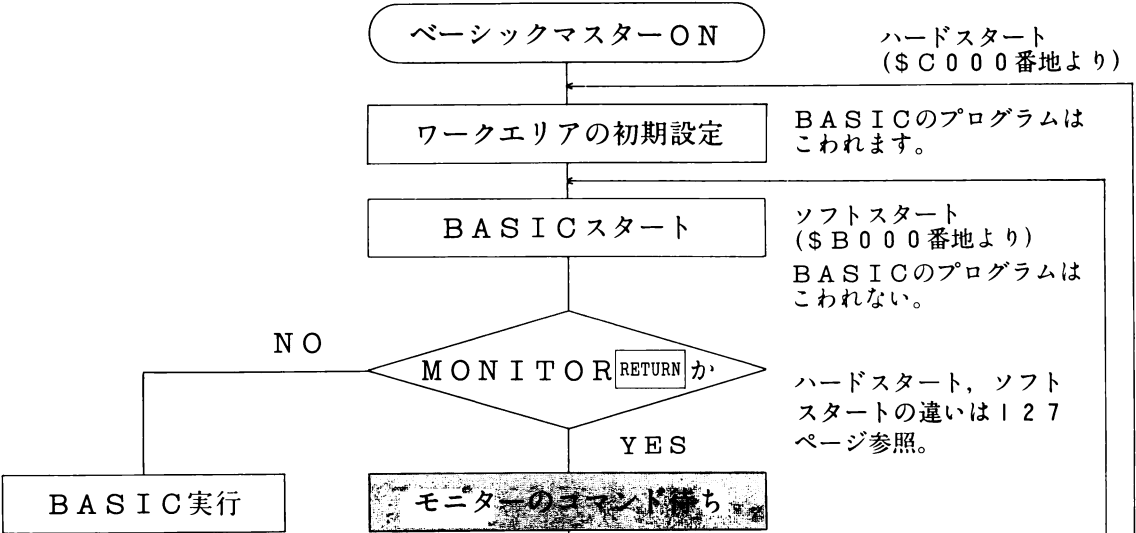 ベーシックマスターON
ハードスタート
($C000番地より)
ワークエリアの初期設定
BASICのプログラムは
こわれます。
BASICスタート
ソフトスタート
($B000番地より)
BASICのプログラムは
こわれない。
NO
MONITOR RETURN か
ハードスタート, ソフト
スタートの違いは127
ページ参照。
YES
BASIC実行
モニターのコマンド待ち